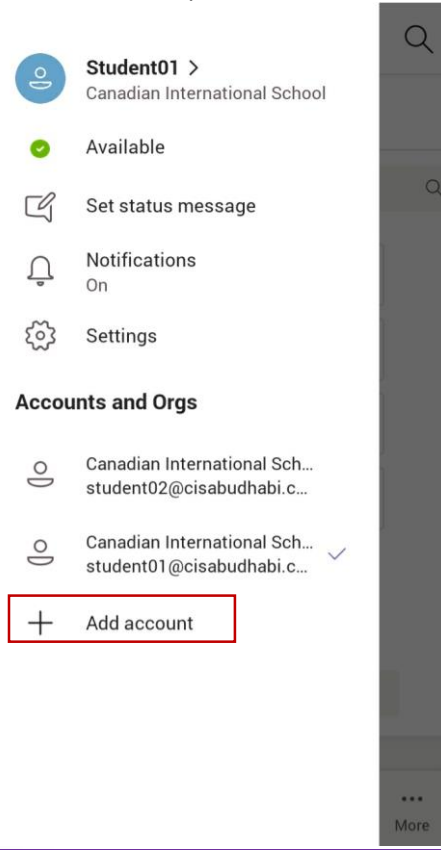 Student01 >
Canadian International School
Available
Set status message
Notifications
On
Settings
Accounts and Orgs
Canadian International Sch...
student02@cisabudhabi.c...
Canadian International Sch...
student01@cisabudhabi.c...
Add account
More